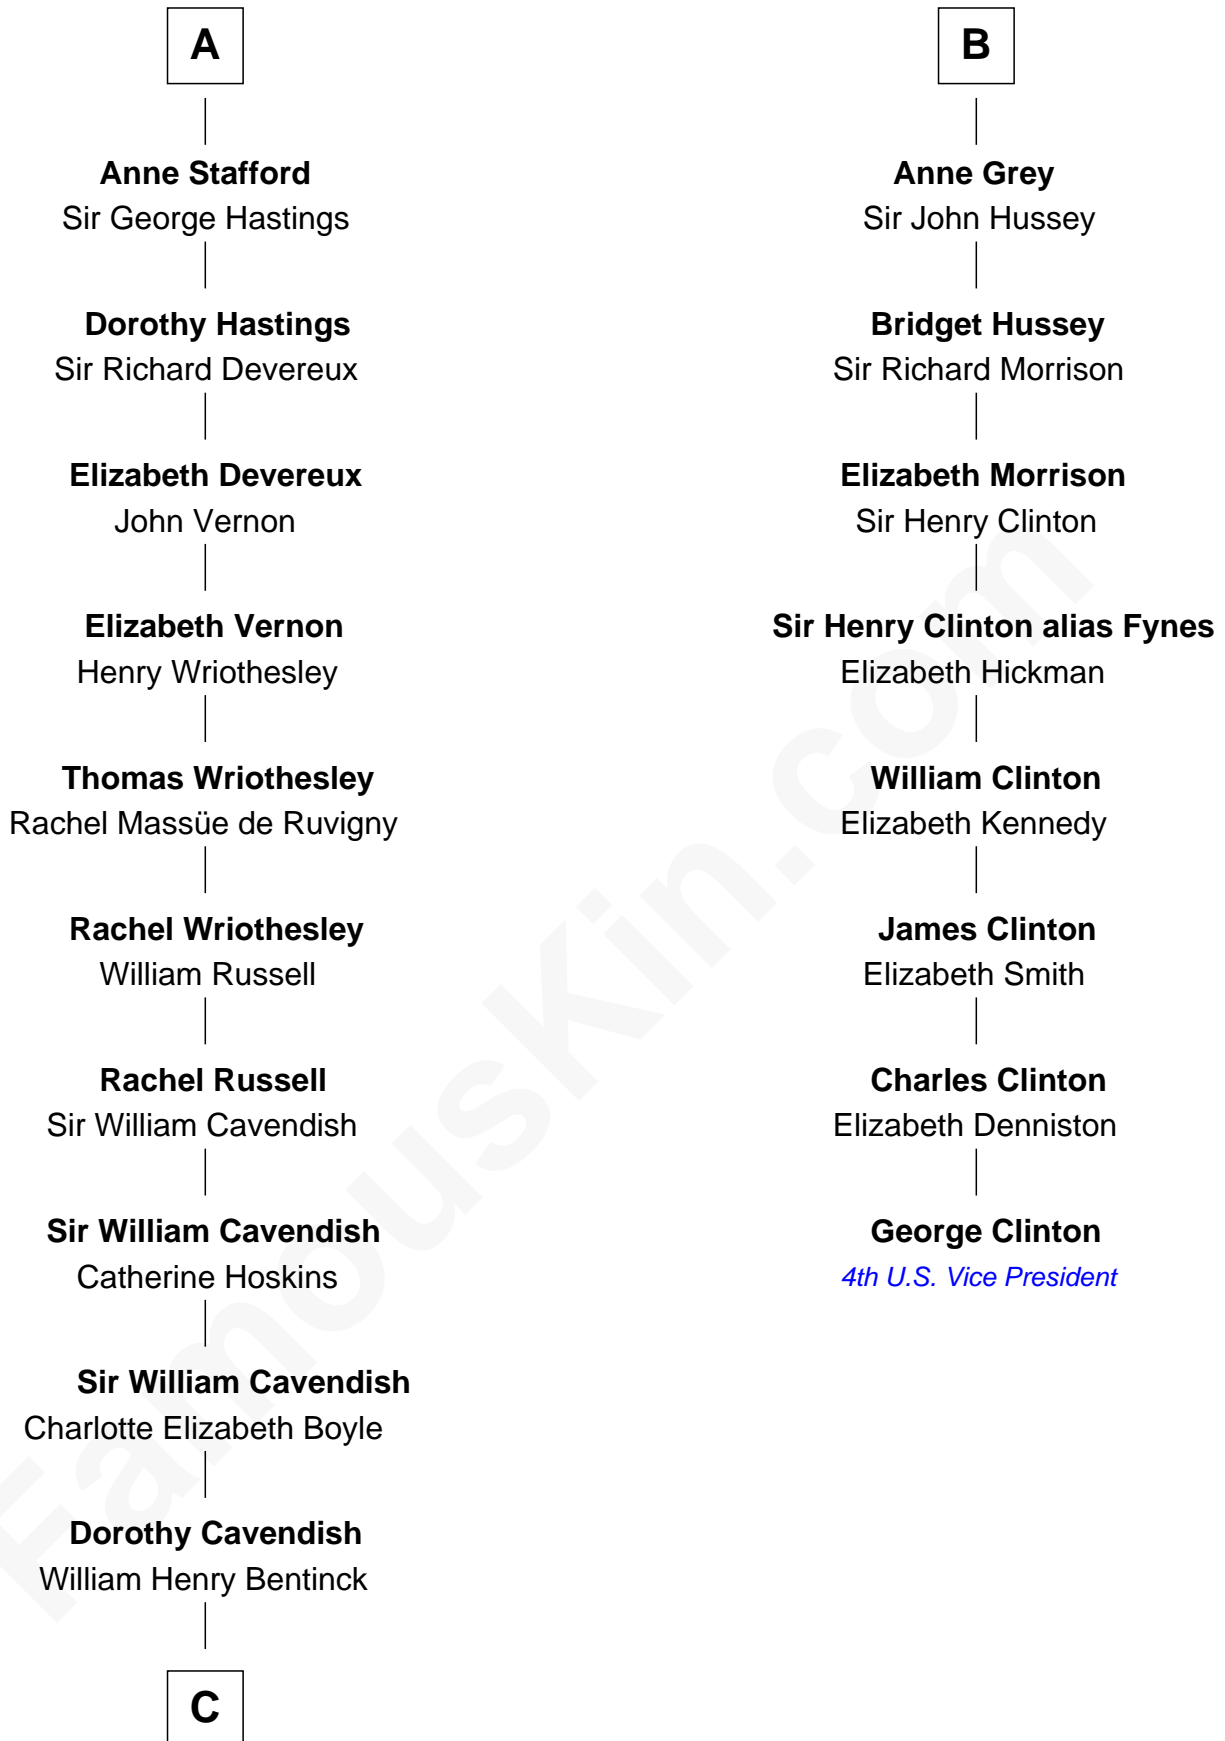 A
Anne Stafford
Sir George Hastings
Dorothy Hastings
Sir Richard Devereux
Elizabeth Devereux
John Vernon
Elizabeth Vernon
Henry Wriothesley
Thomas Wriothesley
Rachel Massüe de Ruvigny
Rachel Wriothesley
William Russell
Rachel Russell
Sir William Cavendish
Sir William Cavendish
Catherine Hoskins
Sir William Cavendish
Charlotte Elizabeth Boyle
Dorothy Cavendish
William Henry Bentinck
C
B
Anne Grey
Sir John Hussey
Bridget Hussey
Sir Richard Morrison
Elizabeth Morrison
Sir Henry Clinton
Sir Henry Clinton alias Fynes
Elizabeth Hickman
William Clinton
Elizabeth Kennedy
James Clinton
Elizabeth Smith
Charles Clinton
Elizabeth Denniston
George Clinton
4th U.S. Vice President
FamousKin.com